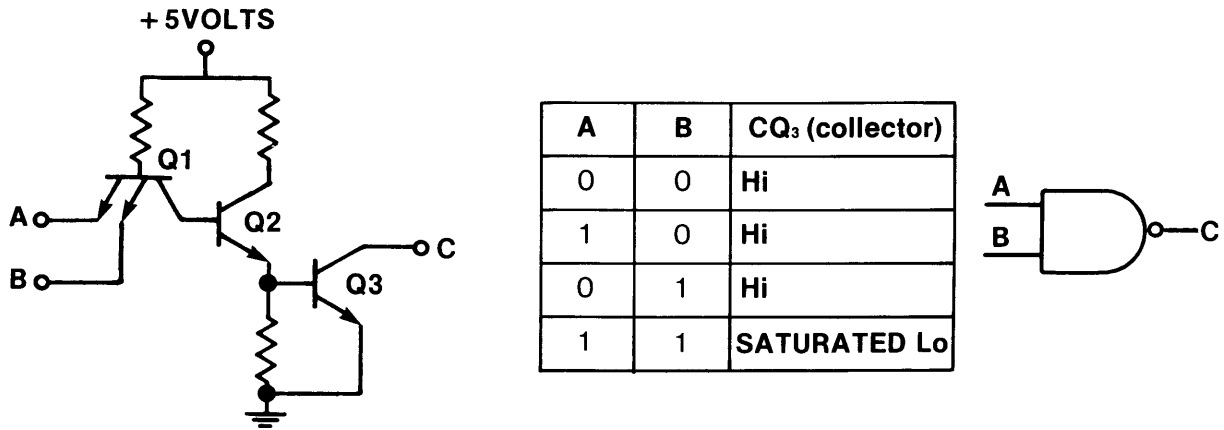 +5VOLTS
Q1
A
Q2
B
C
Q3
A B CQ₃ (collector)
0 0 Hi
1 0 Hi
0 1 Hi
1 1 SATURATED Lo
A
B
C